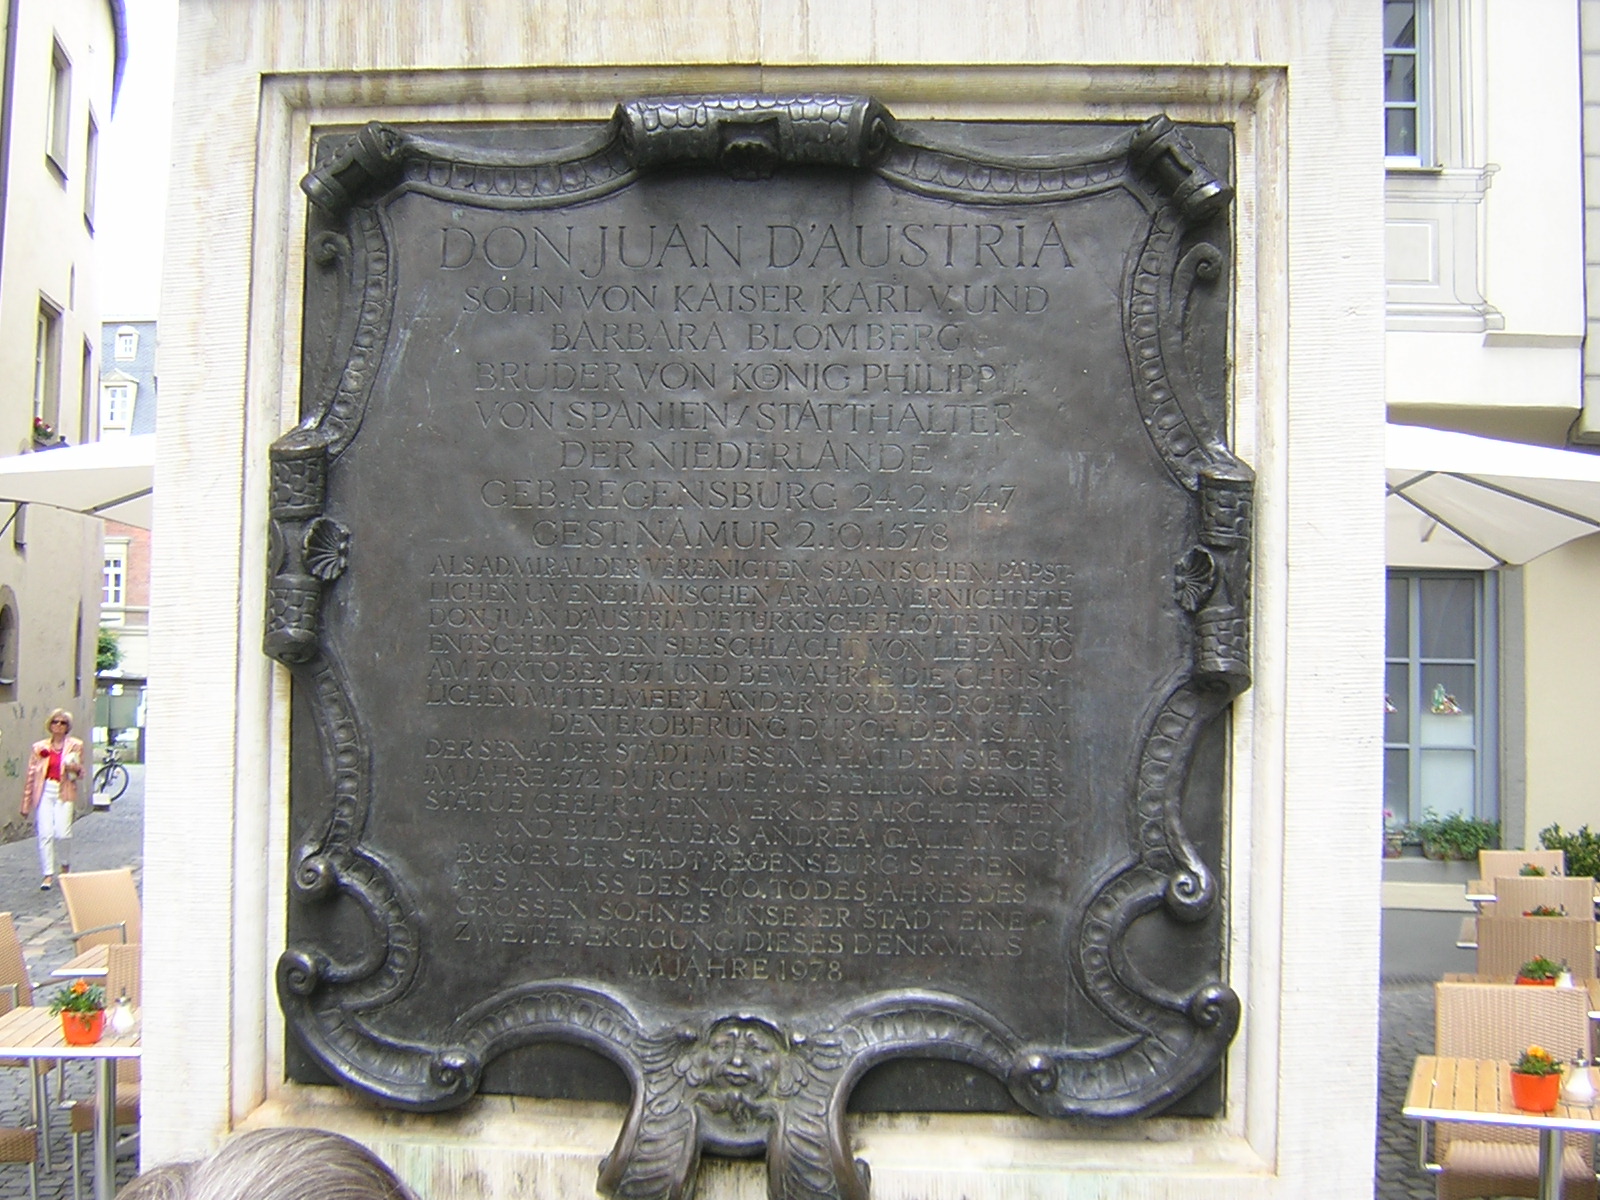 DON JUAN D'AUSTRIA
SOHN VON KAISER KARL V. UND
BARBARA BLOMBERG
BRUDER VON KŒNIG PHILIPP II.
VON SPANIEN / STATTHALTER
DER NIEDERLANDE
GEB. REGENSBURG 24.2.1547
GEST. NAMUR 2.10.1578
ALS ADMIRAL DER VEREINIGTEN SPANISCHEN, PÄPST-
LICHEN U. VENETIANISCHEN ARMADA VERNICHTETE
DON JUAN D'AUSTRIA DIE TÜRKISCHE FLOTTE IN DER
ENTSCHEIDENDEN SEESCHLACHT VON LEPANTO
AM 7. OKTOBER 1571 UND BEWAHRTE DIE CHRIST-
LICHEN MITTELMEERLÄNDER VOR DER DROHEN-
DEN EROBERUNG DURCH DEN ISLAM
DER SENAT DER STADT MESSINA HAT DEN SIEGER
IM JAHRE 1572 DURCH DIE AUFSTELLUNG SEINER
STATUE GEEHRT / EIN WERK DES ARCHITEKTEN
UND BILDHAUERS ANDREA CALLAMECH
BÜRGER DER STADT REGENSBURG STIFTEN
AUS ANLASS DES 400. TODESJAHRES DES
GROSSEN SOHNES UNSERER STADT EINE
ZWEITE FERTIGUNG DIESES DENKMALS
IM JAHRE 1978